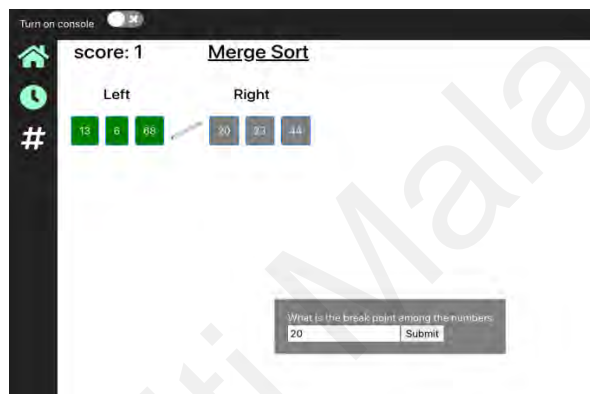 Turn on console
score: 1 Merge Sort
Left Right
#
13 6 68 20 23 44
What is the break point among the numbers:
20 Submit